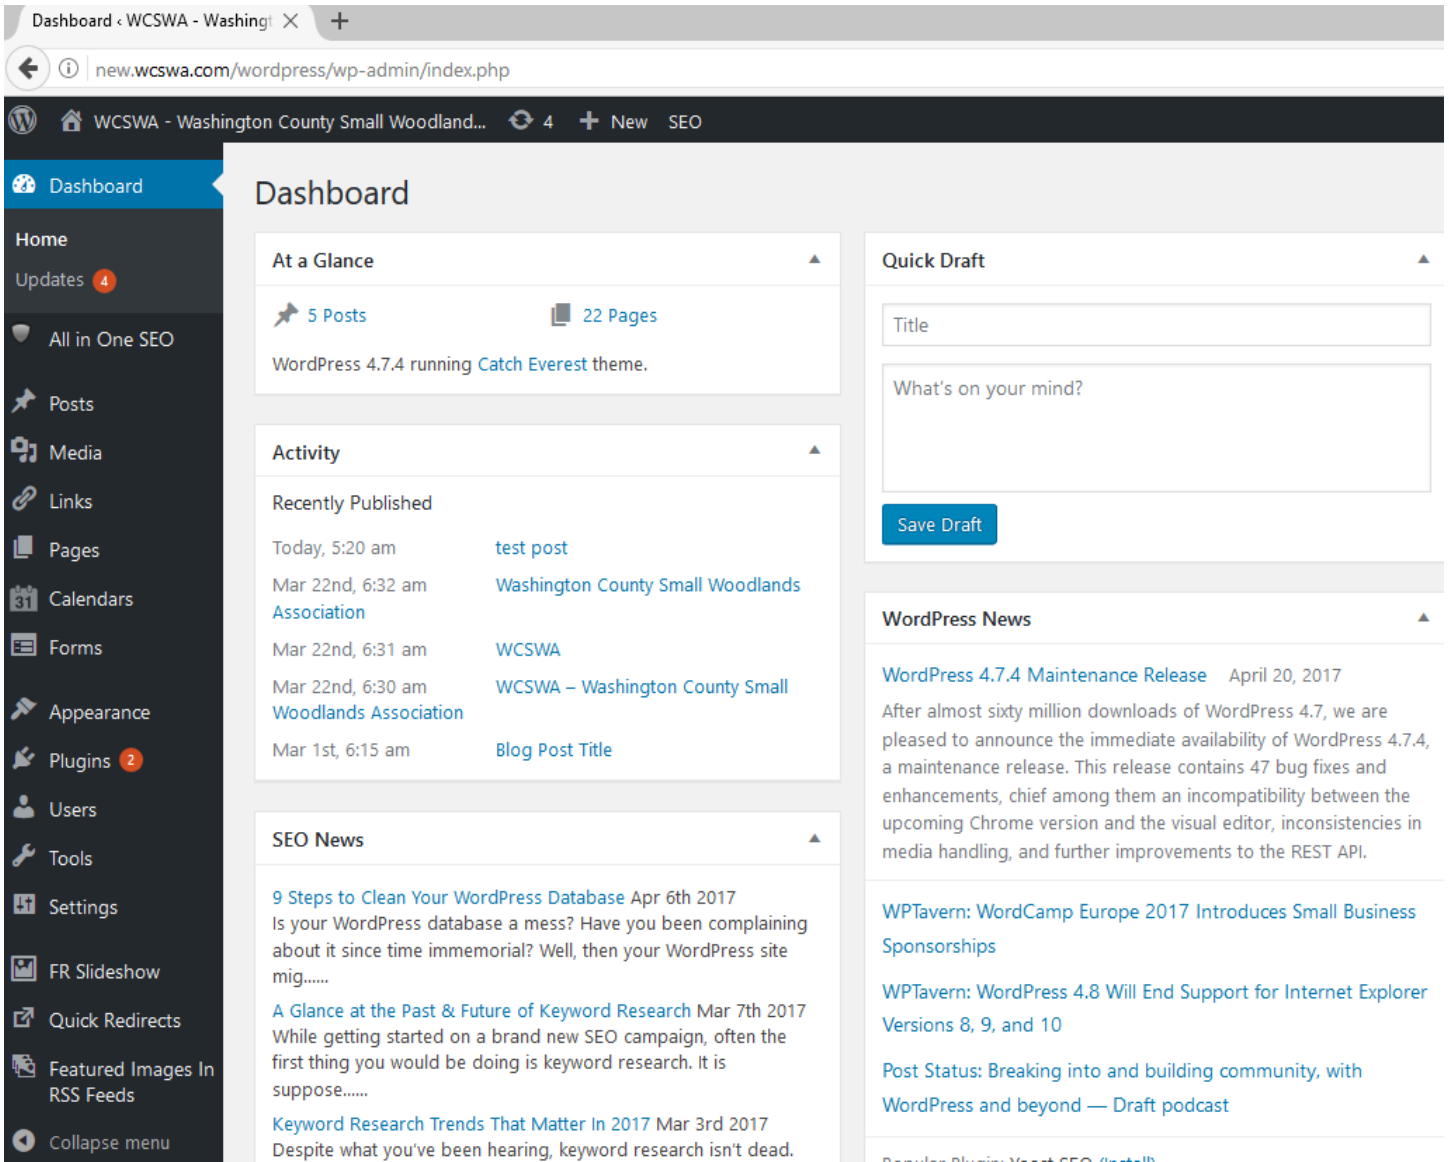 Dashboard ‹ WCSWA - Washingt
new.wcswa.com/wordpress/wp-admin/index.php
WCSWA - Washington County Small Woodland... 4 New SEO
Dashboard
Home
Updates 4
All in One SEO
Posts
Media
Links
Pages
31 Calendars
Forms
Appearance
Plugins 2
Users
Tools
Settings
FR Slideshow
Quick Redirects
Featured Images In
RSS Feeds
Collapse menu
Dashboard
At a Glance
5 Posts 22 Pages
WordPress 4.7.4 running Catch Everest theme.
Activity
Recently Published
Today, 5:20 am test post
Mar 22nd, 6:32 am Washington County Small Woodlands
Association
Mar 22nd, 6:31 am WCSWA
Mar 22nd, 6:30 am WCSWA – Washington County Small
Woodlands Association
Mar 1st, 6:15 am Blog Post Title
SEO News
9 Steps to Clean Your WordPress Database Apr 6th 2017
Is your WordPress database a mess? Have you been complaining
about it since time immemorial? Well, then your WordPress site
mig......
A Glance at the Past & Future of Keyword Research Mar 7th 2017
While getting started on a brand new SEO campaign, often the
first thing you would be doing is keyword research. It is
suppose......
Keyword Research Trends That Matter In 2017 Mar 3rd 2017
Despite what you've been hearing, keyword research isn't dead.
Quick Draft
Title
What's on your mind?
Save Draft
WordPress News
WordPress 4.7.4 Maintenance Release April 20, 2017
After almost sixty million downloads of WordPress 4.7, we are
pleased to announce the immediate availability of WordPress 4.7.4,
a maintenance release. This release contains 47 bug fixes and
enhancements, chief among them an incompatibility between the
upcoming Chrome version and the visual editor, inconsistencies in
media handling, and further improvements to the REST API.
WPTavern: WordCamp Europe 2017 Introduces Small Business
Sponsorships
WPTavern: WordPress 4.8 Will End Support for Internet Explorer
Versions 8, 9, and 10
Post Status: Breaking into and building community, with
WordPress and beyond — Draft podcast
Popular Plugin: Yoast SEO (Install)